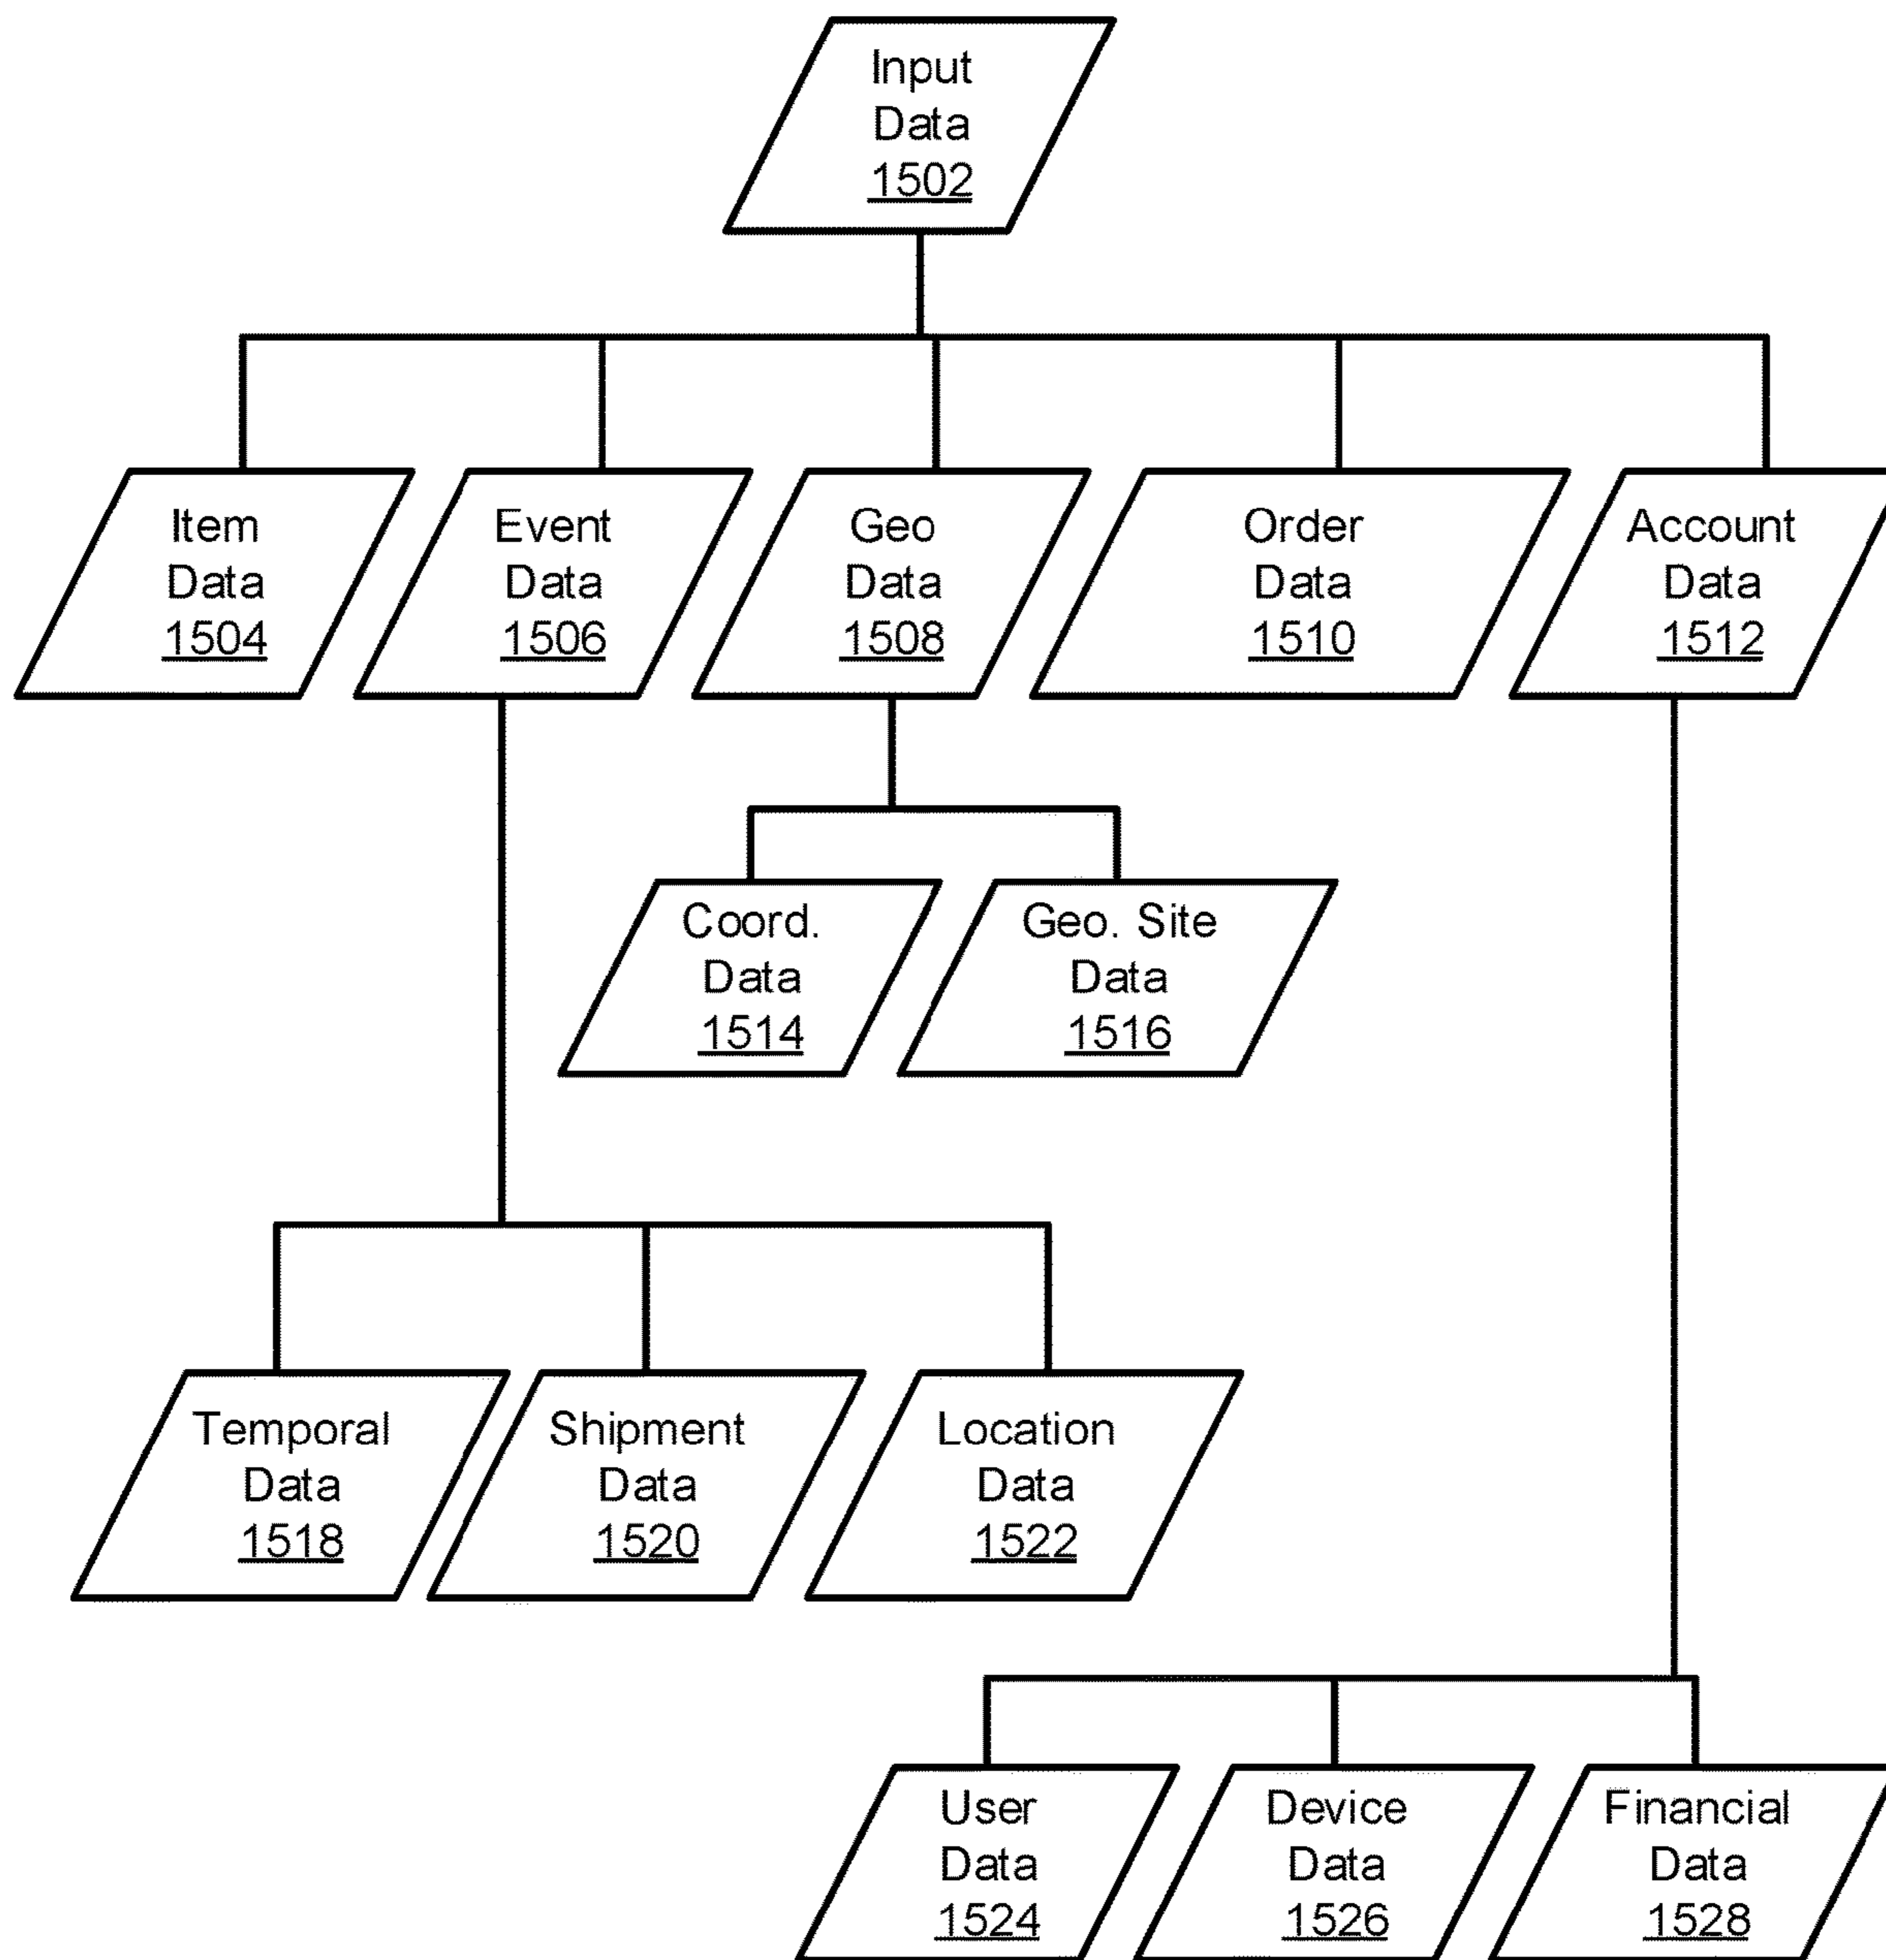 Input
Data
1502
Item
Data
1504
Event
Data
1506
Geo
Data
1508
Order
Data
1510
Account
Data
1512
Coord.
Data
1514
Geo. Site
Data
1516
Temporal
Data
1518
Shipment
Data
1520
Location
Data
1522
User
Data
1524
Device
Data
1526
Financial
Data
1528